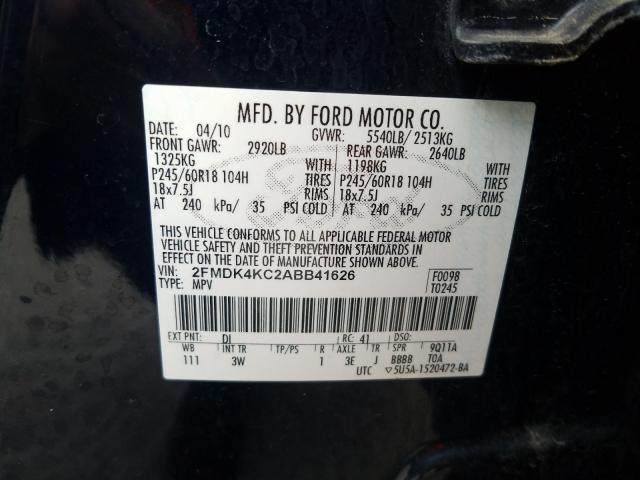 MFD. BY FORD MOTOR CO.
DATE: 04/10 GVWR: 5540LB/ 2513KG
FRONT GAWR: 2920LB REAR GAWR: 2640LB
1325KG WITH 1198KG WITH
P245/60R18 104H TIRES P245/60R18 104H TIRES
18x7.5J RIMS 18x7.5J RIMS
AT 240 kPa/ 35 PSI COLD AT 240 kPa/ 35 PSI COLD
THIS VEHICLE CONFORMS TO ALL APPLICABLE FEDERAL MOTOR
VEHICLE SAFETY AND THEFT PREVENTION STANDARDS IN
EFFECT ON THE DATE OF MANUFACTURE SHOWN ABOVE.
VIN: 2FMDK4KC2ABB41626 F0098
TYPE: MPV T0245
EXT PNT: DI RC: 41 DSO:
WB INT TR TP/PS R AXLE TR SPR 9Q11A
111 3W 1 3E J BBBB TOA
UTC ▽5U5A-1520472-BA